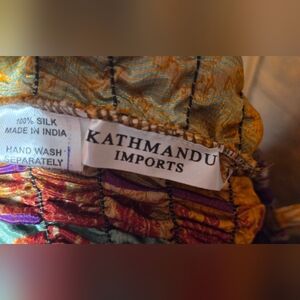 100% SILK
MADE IN INDIA
HAND WASH
SEPARATELY
KATHMANDU
IMPORTS